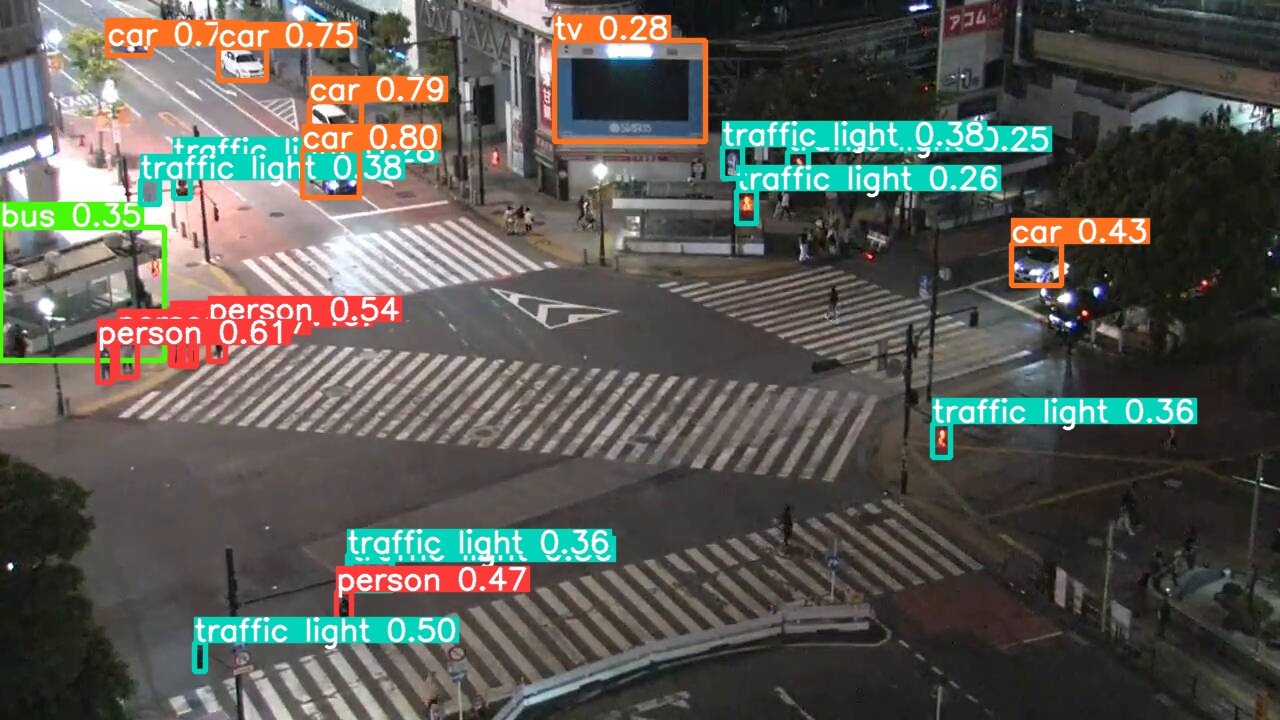 car 0.7
car 0.75
tv 0.28
アコム
car 0.79
car 0.80
traffic light 0.38
0.25
traffic light 0.38
traffic light 0.26
bus 0.35
car 0.43
person 0.54
person 0.61
traffic light 0.36
traffic light 0.36
person 0.47
traffic light 0.50